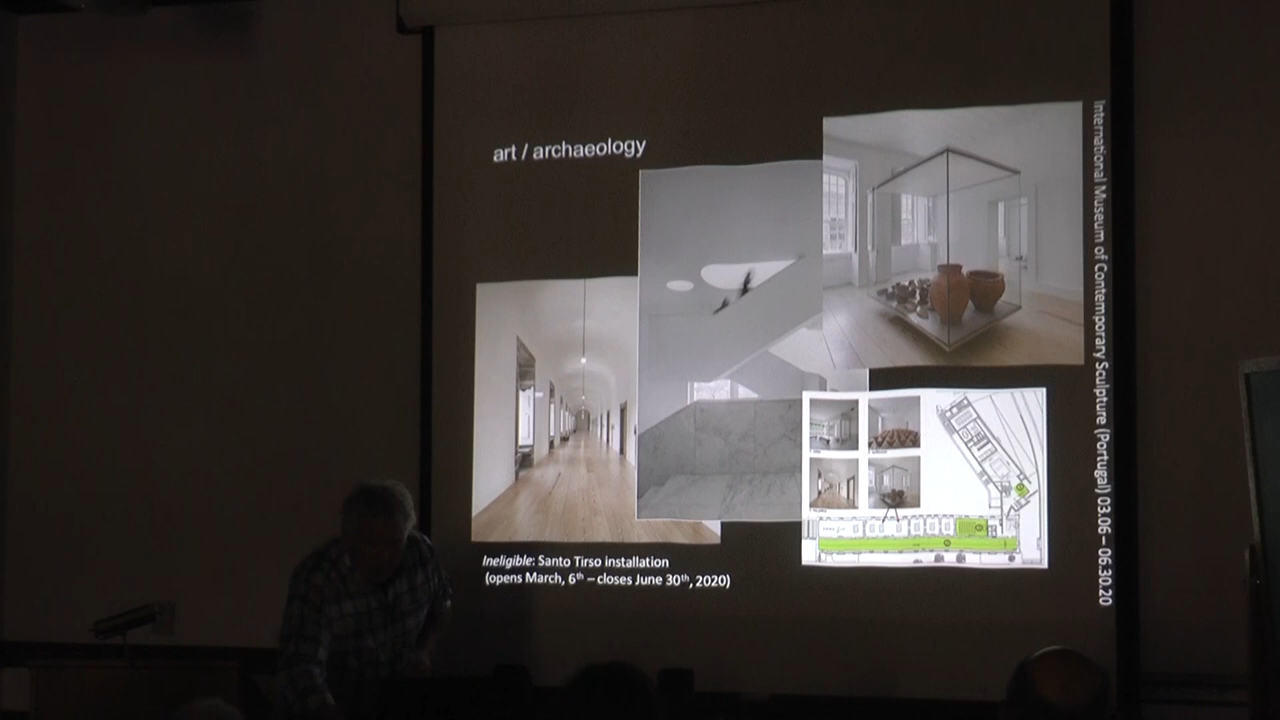 art / archaeology
International Museum of Contemporary Sculpture (Portugal) 03.06 – 06.30.20
Ineligible: Santo Tirso installation
(opens March, 6th – closes June 30th, 2020)